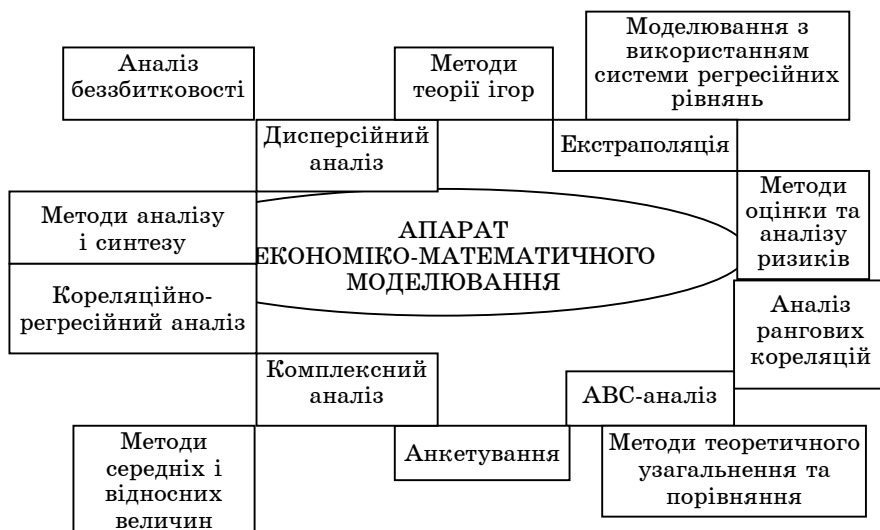 Аналіз
беззбитковості
Методи
теорії ігор
Моделювання з
використанням
системи регресійних
рівнянь
Дисперсійний
аналіз
Екстраполяція
Методи аналізу
і синтезу
АПАРАТ
ЕКОНОМІКО-МАТЕМАТИЧНОГО
МОДЕЛЮВАННЯ
Методи
оцінки та
аналізу
ризиків
Кореляційно-
регресійний аналіз
Аналіз
рангових
кореляцій
Комплексний
аналіз
АВС-аналіз
Методи
середніх і
відносних
величин
Анкетування
Методи теоретичного
узагальнення та
порівняння